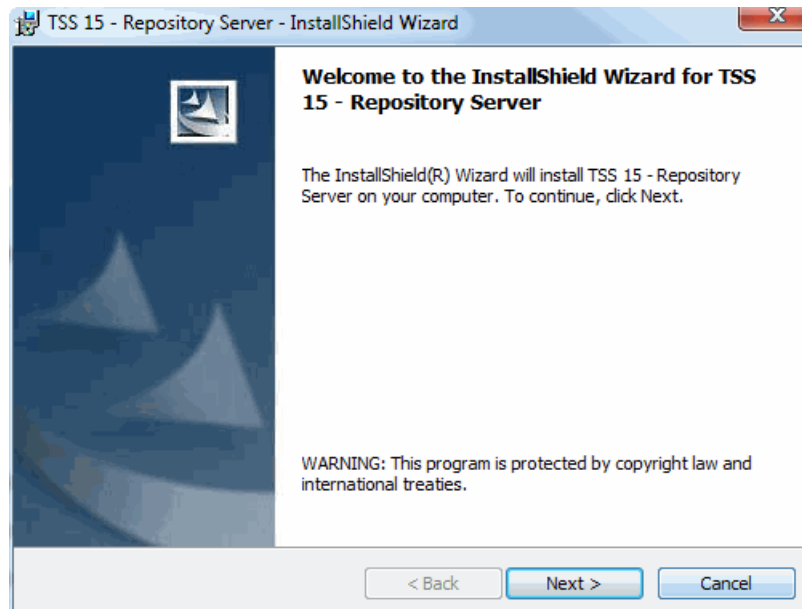 TSS 15 - Repository Server - InstallShield Wizard
Welcome to the InstallShield Wizard for TSS
15 - Repository Server
The InstallShield(R) Wizard will install TSS 15 - Repository
Server on your computer. To continue, click Next.
WARNING: This program is protected by copyright law and
international treaties.
< Back
Next >
Cancel